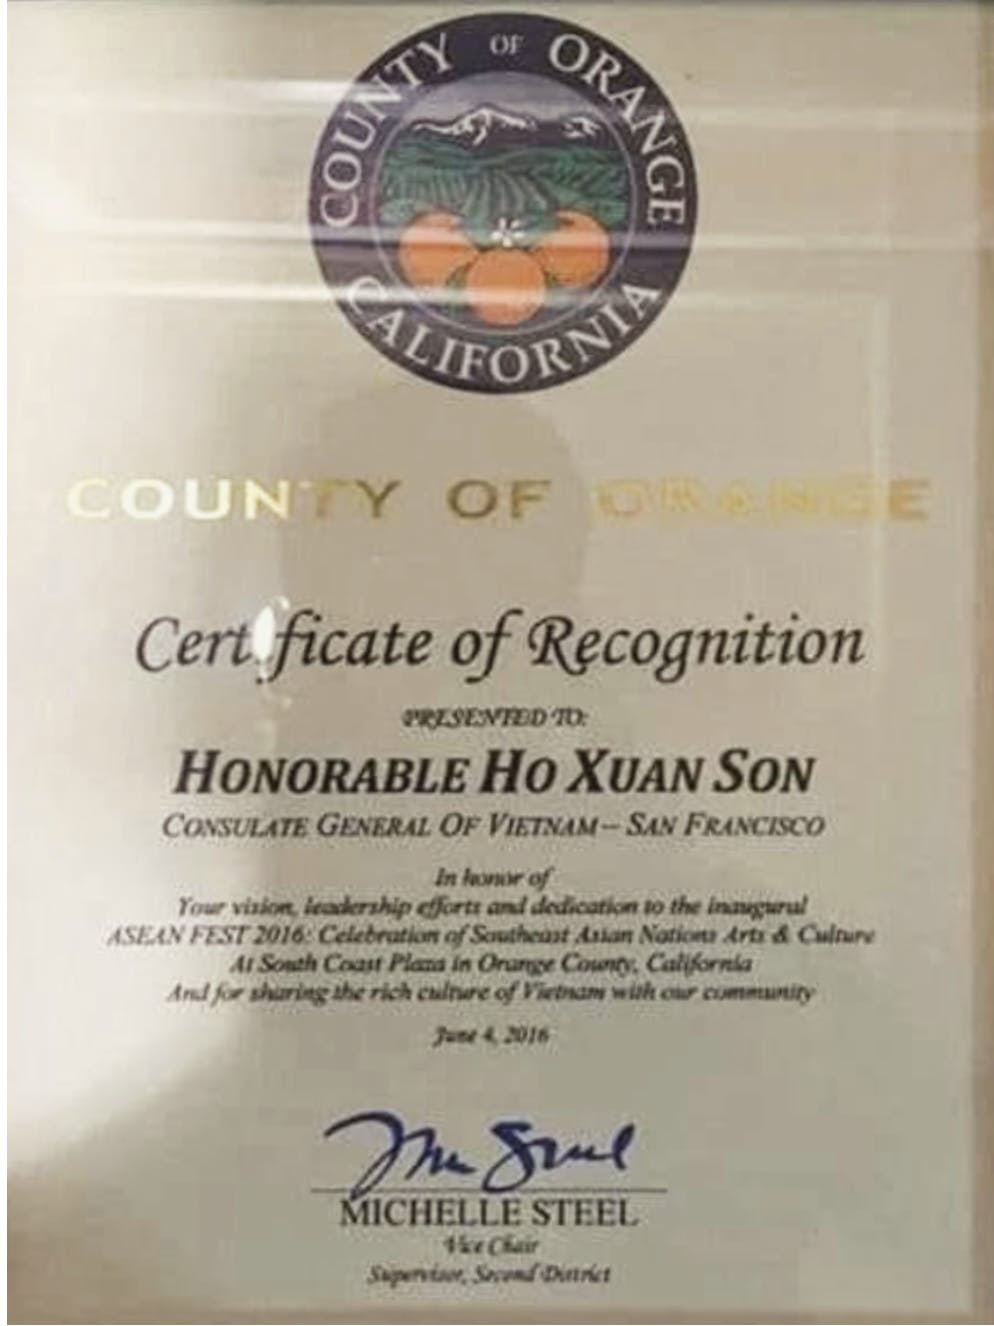 COUNTY OF ORANGE
CALIFORNIA
COUNTY OF ORANGE
Certificate of Recognition
PRESENTED TO:
HONORABLE HO XUAN SON
CONSULATE GENERAL OF VIETNAM – SAN FRANCISCO
In honor of
Your vision, leadership efforts and dedication to the inaugural
ASEAN FEST 2016: Celebration of Southeast Asian Nations Arts & Culture
At South Coast Plaza in Orange County, California
And for sharing the rich culture of Vietnam with our community
June 4, 2016
MICHELLE STEEL
Vice Chair
Supervisor, Second District